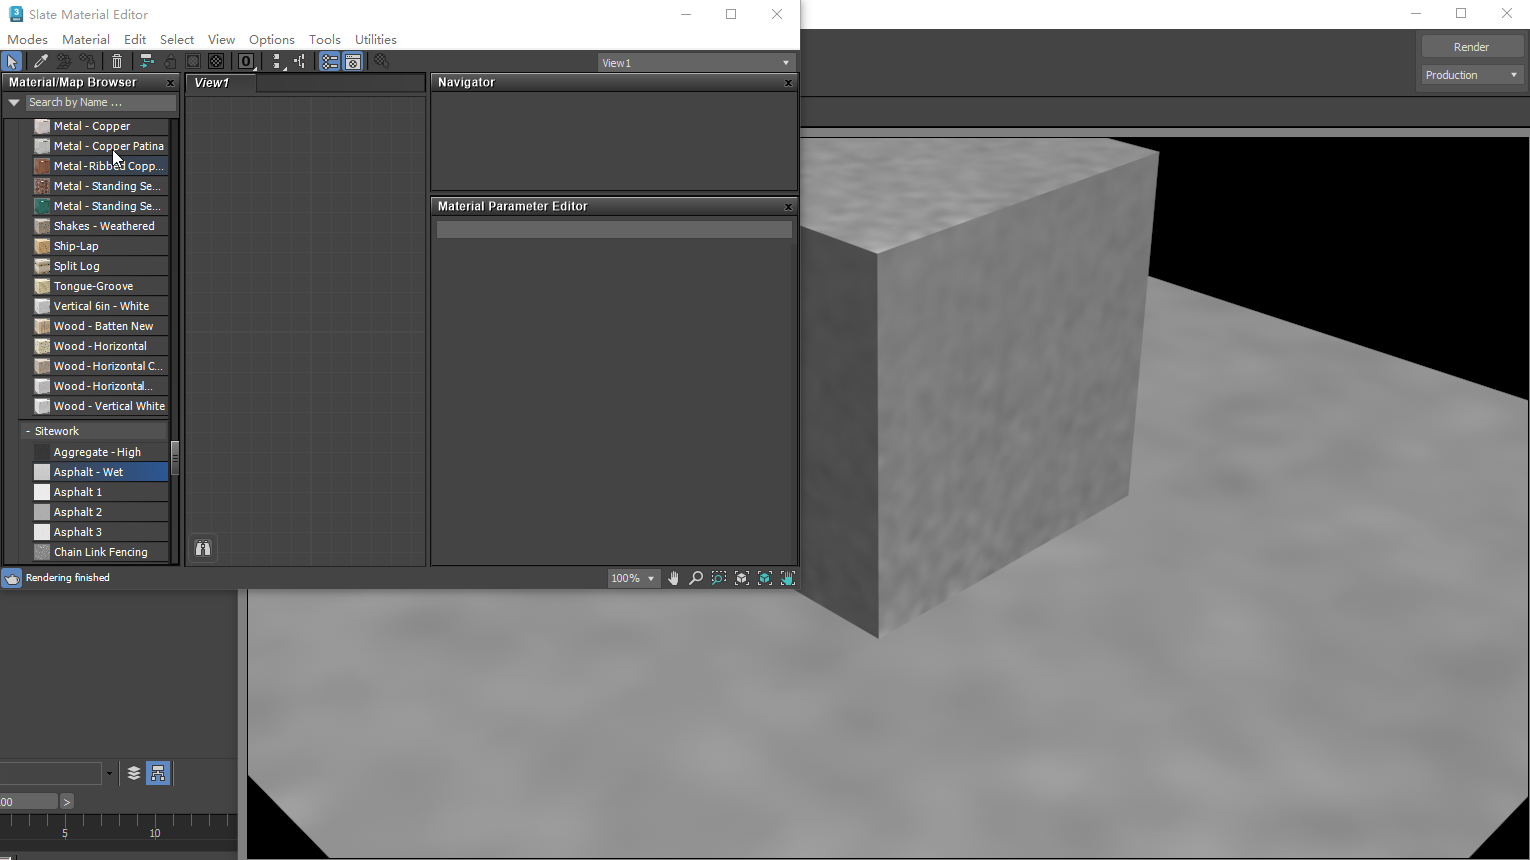 Slate Material Editor
Modes Material Edit Select View Options Tools Utilities
View1
Material/Map Browser
Search by Name ...
Metal - Copper
Metal - Copper Patina
Metal - Ribbed Copp...
Metal - Standing Se...
Metal - Standing Se...
Shakes - Weathered
Ship-Lap
Split Log
Tongue-Groove
Vertical 6in - White
Wood - Batten New
Wood - Horizontal
Wood - Horizontal C...
Wood - Horizontal...
Wood - Vertical White
- Sitework
Aggregate - High
Asphalt - Wet
Asphalt 1
Asphalt 2
Asphalt 3
Chain Link Fencing
View1
Navigator
Material Parameter Editor
Rendering finished
100%
Render
Production
00 >
5 10